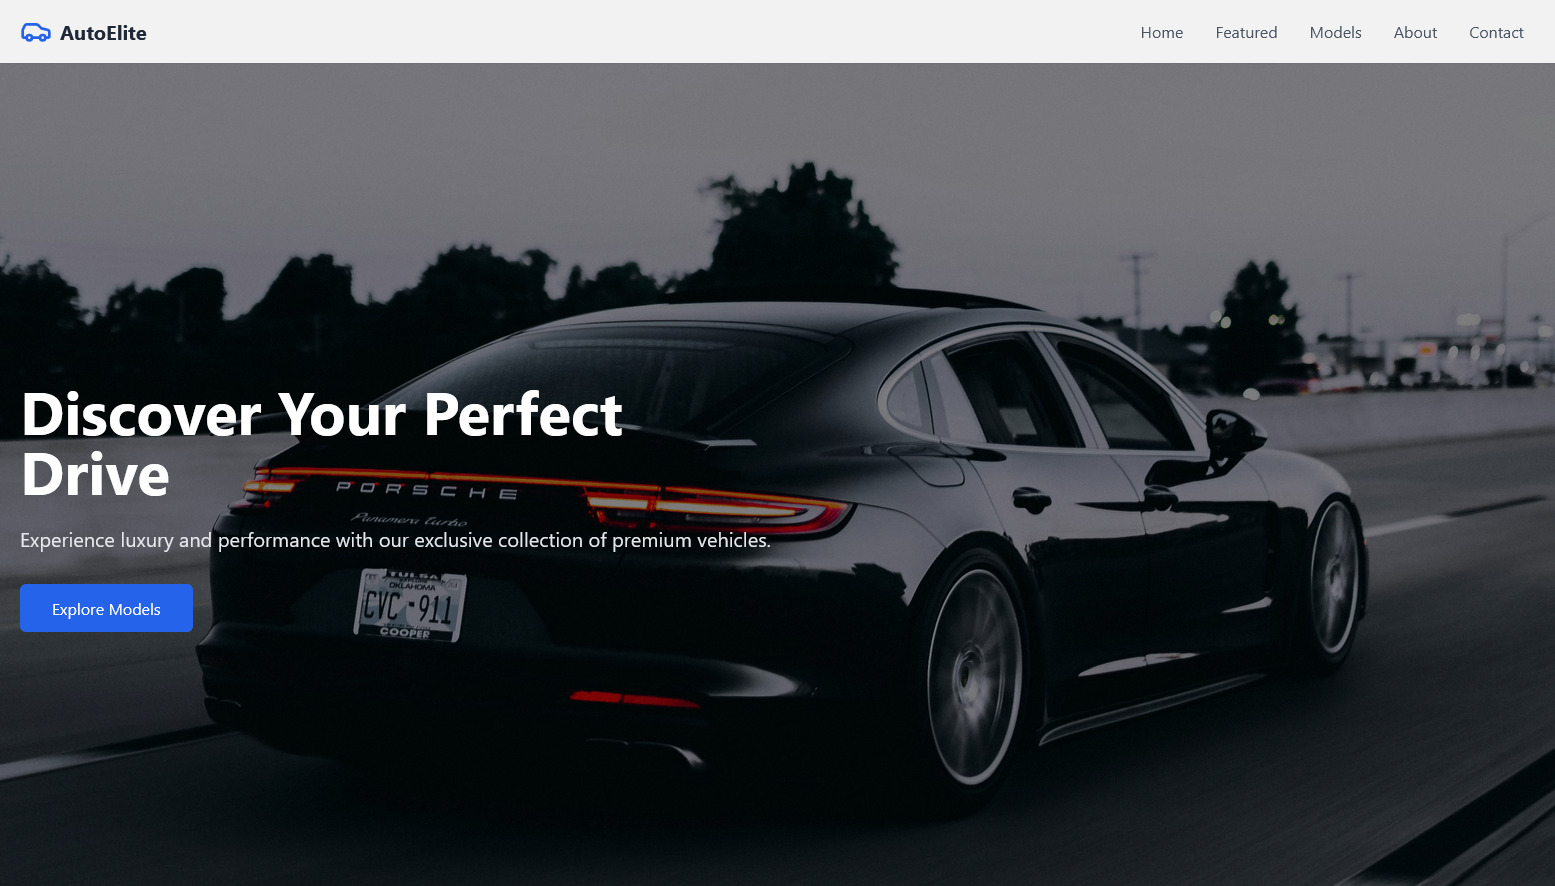 AutoElite
Home Featured Models About Contact
Discover Your Perfect
Drive
PORSCHE
Panamera turbo
Experience luxury and performance with our exclusive collection of premium vehicles.
TULSA
OKLAHOMA
CVC-911
COOPER
Explore Models